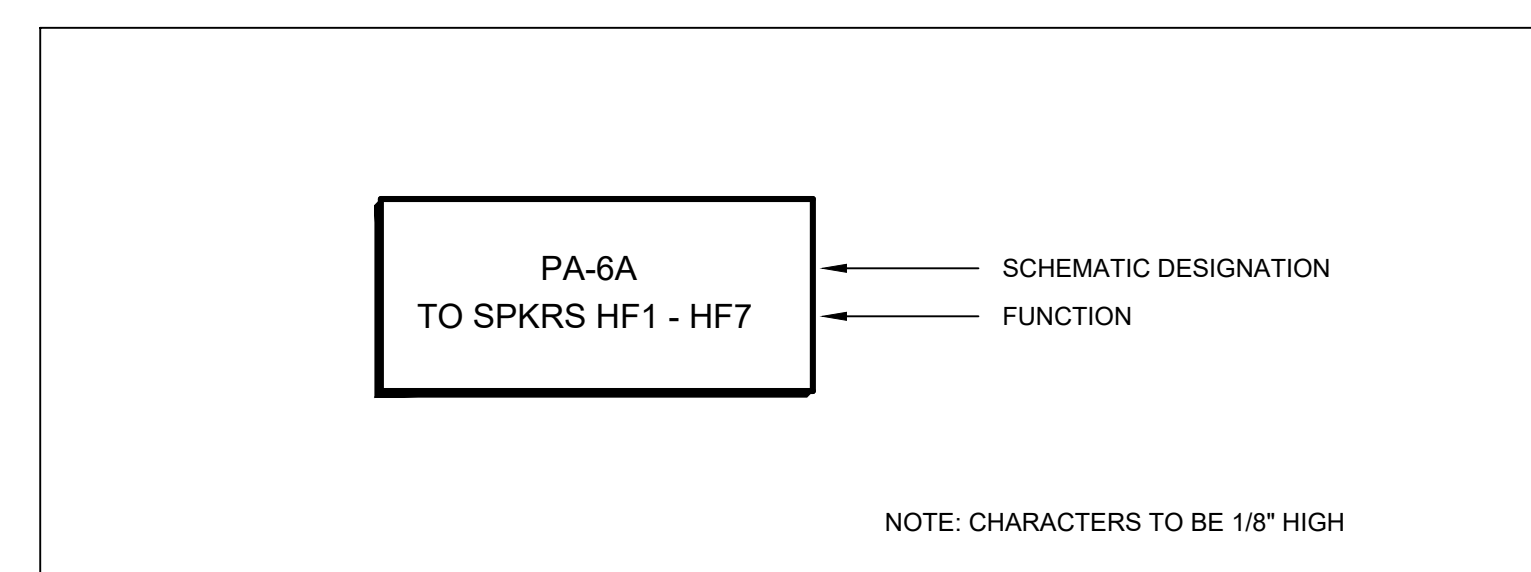 PA-6A
TO SPKRS HF1 - HF7
SCHEMATIC DESIGNATION
FUNCTION
NOTE: CHARACTERS TO BE 1/8" HIGH